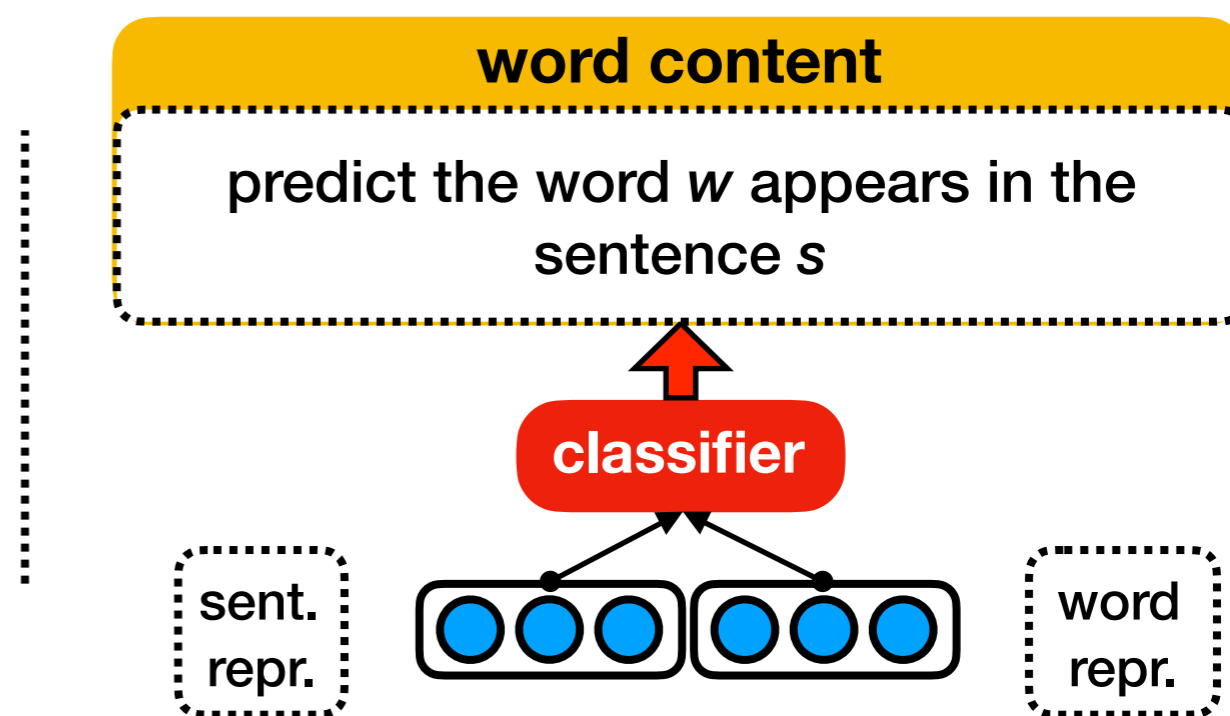 word content
predict the word w appears in the
sentence s
classifier
sent.
repr.
word
repr.